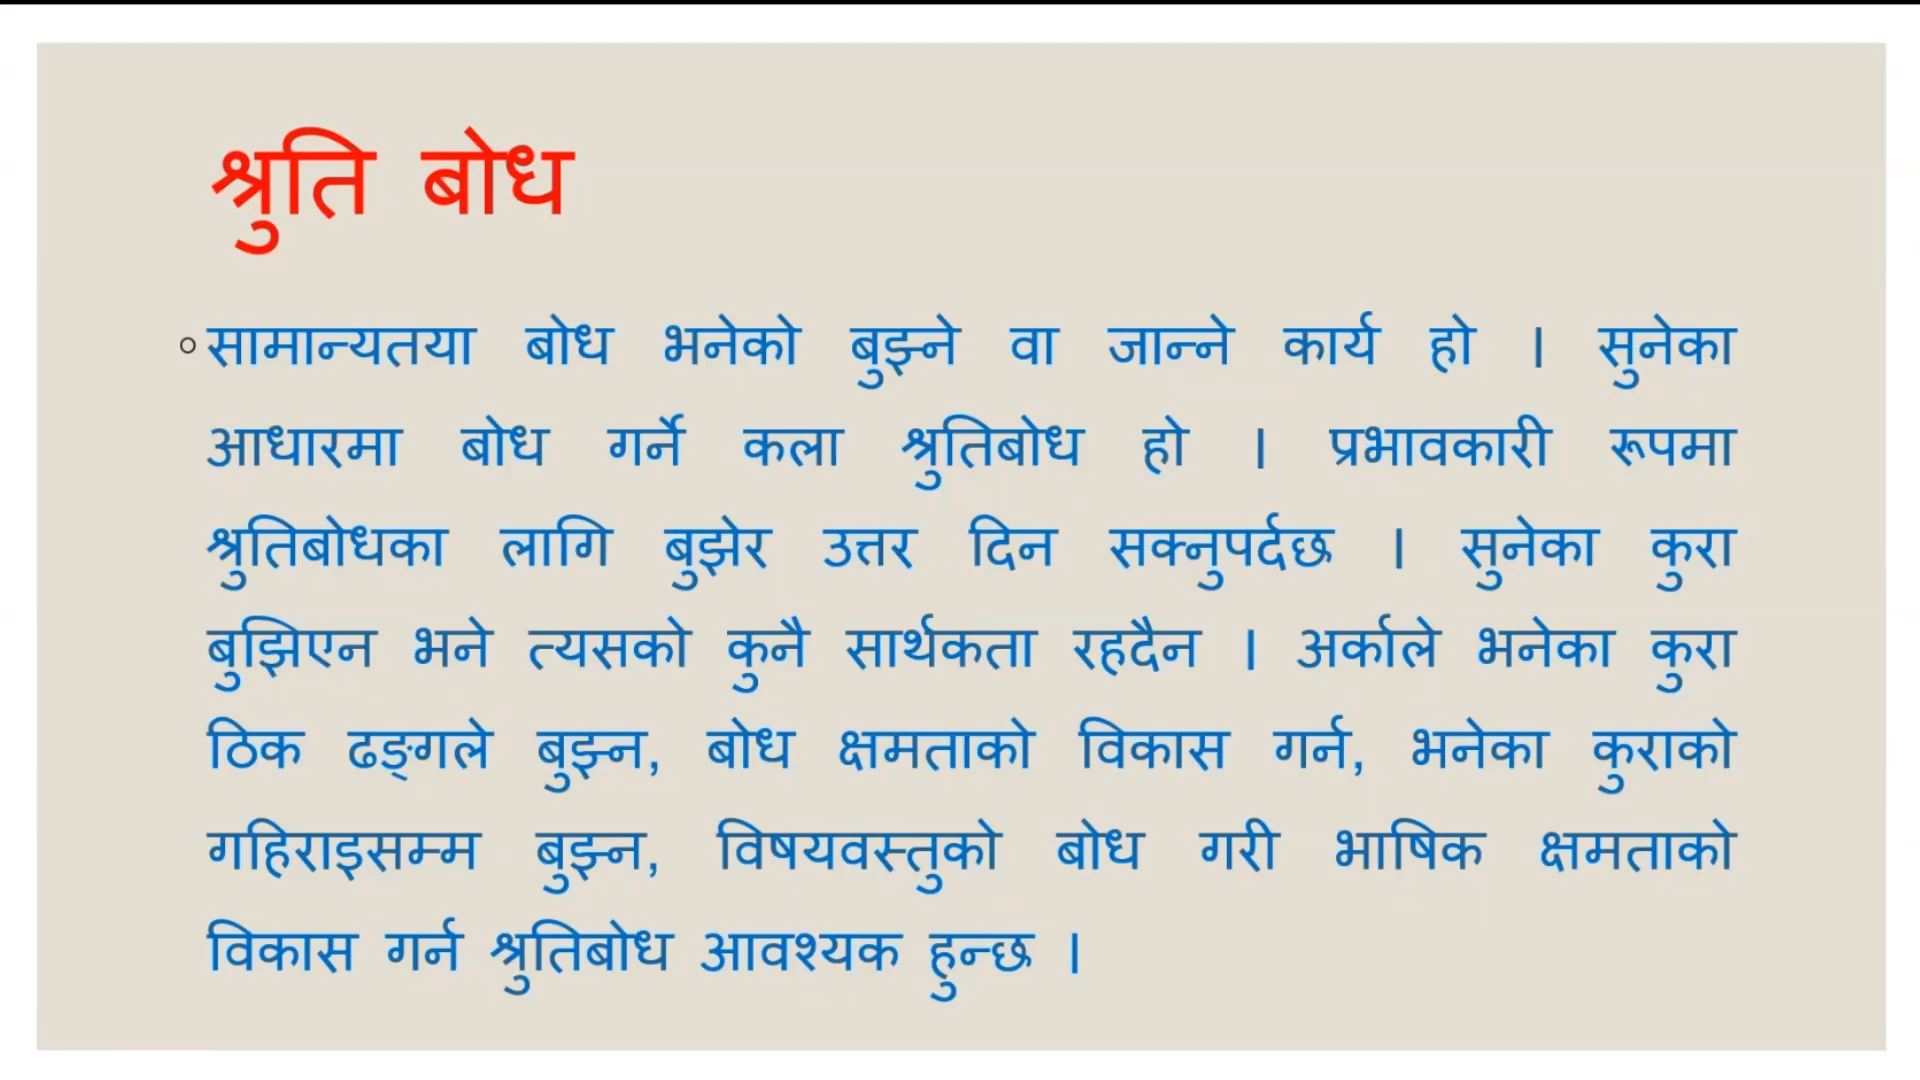 श्रुति बोध
सामान्यतया बोध भनेको बुझ्ने वा जान्ने कार्य हो । सुनेका
आधारमा बोध गर्ने कला श्रुतिबोध हो । प्रभावकारी रूपमा
श्रुतिबोधका लागि बुझेर उत्तर दिन सक्नुपर्दछ । सुनेका कुरा
बुझिएन भने त्यसको कुनै सार्थकता रहदैन । अर्काले भनेका कुरा
ठिक ढङ्गले बुझ्न, बोध क्षमताको विकास गर्न, भनेका कुराको
गहिराइसम्म बुझ्न, विषयवस्तुको बोध गरी भाषिक क्षमताको
विकास गर्न श्रुतिबोध आवश्यक हुन्छ ।